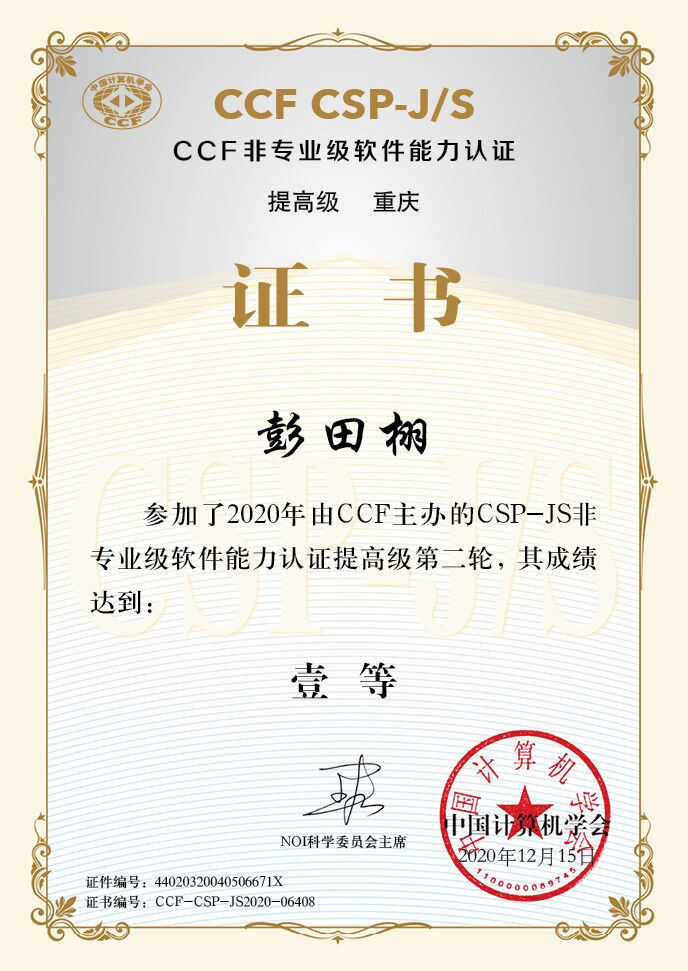 中国计算机学会
CCF
CCF CSP-J/S
CCF非专业级软件能力认证
提高级 重庆
证 书
彭田栩
CSP-J/S
参加了2020年由CCF主办的CSP-JS非
专业级软件能力认证提高级第二轮，其成绩
达到：
壹 等
NOI科学委员会主席
中国计算机学会
中国计算机学会
2020年12月15日
1100000089745
证件编号：44020320040506671X
证书编号：CCF-CSP-JS2020-06408